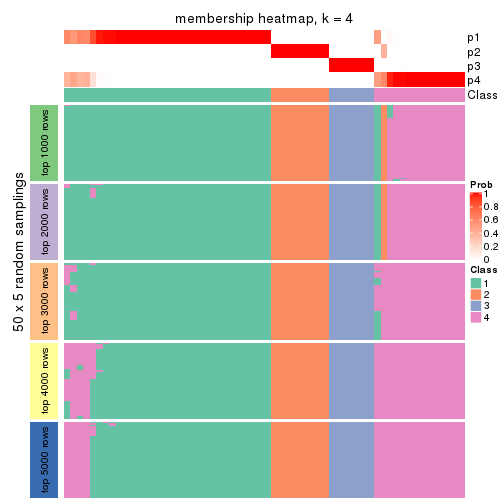 membership heatmap, k = 4
p1
p2
p3
p4
Class
50 x 5 random samplings
top 1000 rows
top 2000 rows
top 3000 rows
top 4000 rows
top 5000 rows
Prob
1
0.8
0.6
0.4
0.2
0
Class
1
2
3
4